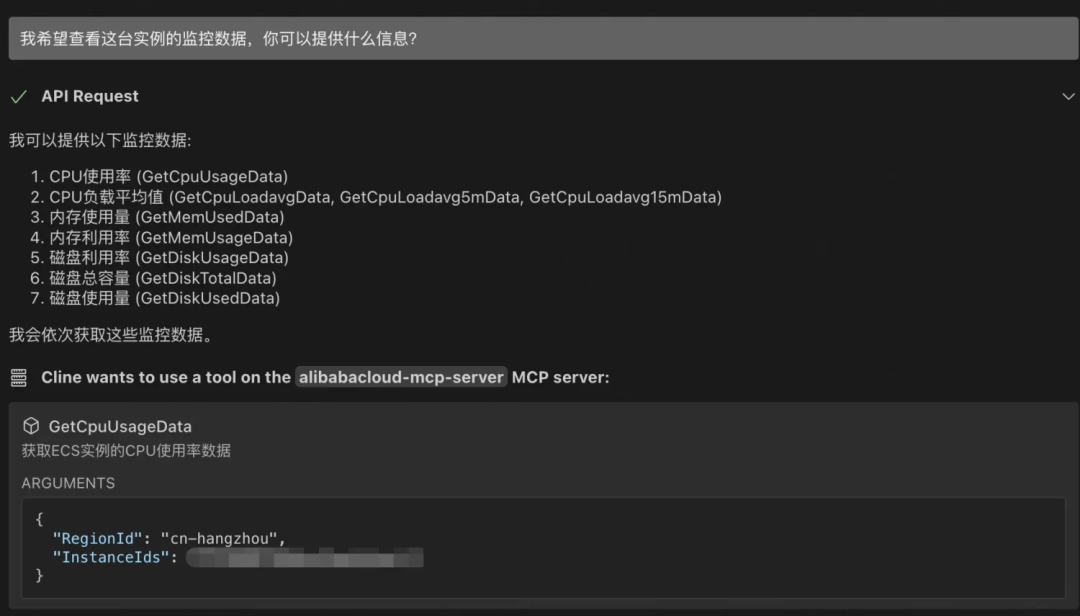 我希望查看这台实例的监控数据，你可以提供什么信息?
API Request
我可以提供以下监控数据:
1. CPU使用率 (GetCpuUsageData)
2. CPU负载平均值 (GetCpuLoadavgData, GetCpuLoadavg5mData, GetCpuLoadavg15mData)
3. 内存使用量 (GetMemUsedData)
4. 内存利用率 (GetMemUsageData)
5. 磁盘利用率 (GetDiskUsageData)
6. 磁盘总容量 (GetDiskTotalData)
7. 磁盘使用量 (GetDiskUsedData)
我会依次获取这些监控数据。
Cline wants to use a tool on the alibabacloud-mcp-server MCP server:
GetCpuUsageData
获取ECS实例的CPU使用率数据
ARGUMENTS
{
"RegionId": "cn-hangzhou",
"InstanceIds":
}